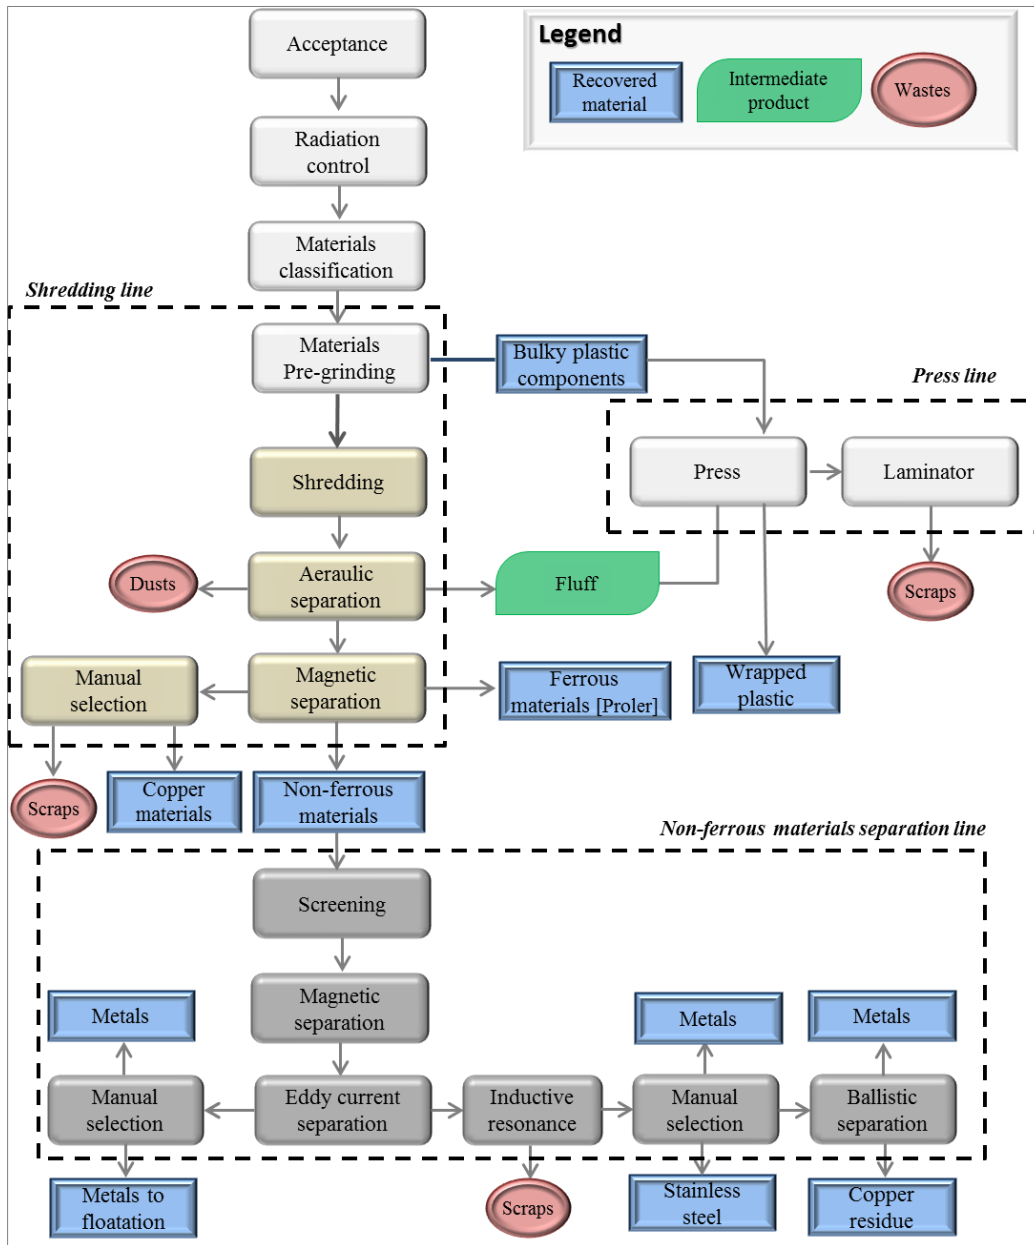 Acceptance
Legend
Recovered
material
Intermediate
product
Wastes
Radiation
control
Materials
classification
Shredding line
Materials
Pre-grinding
Bulky plastic
components
Press line
Press
Laminator
Shredding
Dusts
Aeraulic
separation
Fluff
Scraps
Manual
selection
Magnetic
separation
Ferrous
materials [Proler]
Wrapped
plastic
Scraps
Copper
materials
Non-ferrous
materials
Non-ferrous materials separation line
Screening
Magnetic
separation
Metals
Metals
Metals
Manual
selection
Eddy current
separation
Inductive
resonance
Manual
selection
Ballistic
separation
Metals to
floatation
Scraps
Stainless
steel
Copper
residue